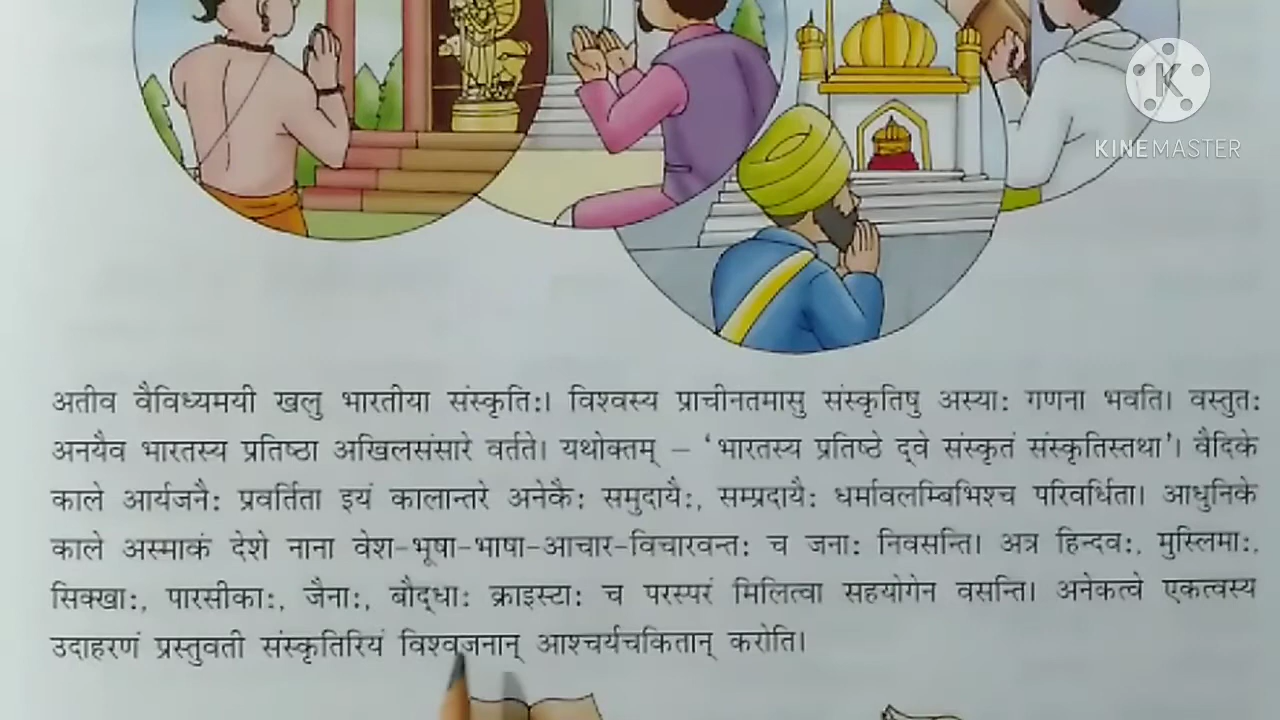 K
KINEMASTER
अतीव वैविध्यमयी खलु भारतीया संस्कृतिः। विश्वस्य प्राचीनतमासु संस्कृतिषु अस्याः गणना भवति। वस्तुतः
अनयैव भारतस्य प्रतिष्ठा अखिलसंसारे वर्तते। यथोक्तम् – ‘भारतस्य प्रतिष्ठे द्वे संस्कृतं संस्कृतिस्तथा’। वैदिके
काले आर्यजनैः प्रवर्तिता इयं कालान्तरे अनेकैः समुदायैः, सम्प्रदायैः धर्मावलम्बिभिश्च परिवर्धिता। आधुनिके
काले अस्माकं देशे नाना वेश-भूषा-भाषा-आचार-विचारवन्तः च जनाः निवसन्ति। अत्र हिन्दवः, मुस्लिमाः,
सिक्खाः, पारसीकाः, जैनाः, बौद्धाः क्राइस्टाः च परस्परं मिलित्वा सहयोगेन वसन्ति। अनेकत्वे एकत्वस्य
उदाहरणं प्रस्तुवती संस्कृतिरियं विश्वजनान् आश्चर्यचकितान् करोति।